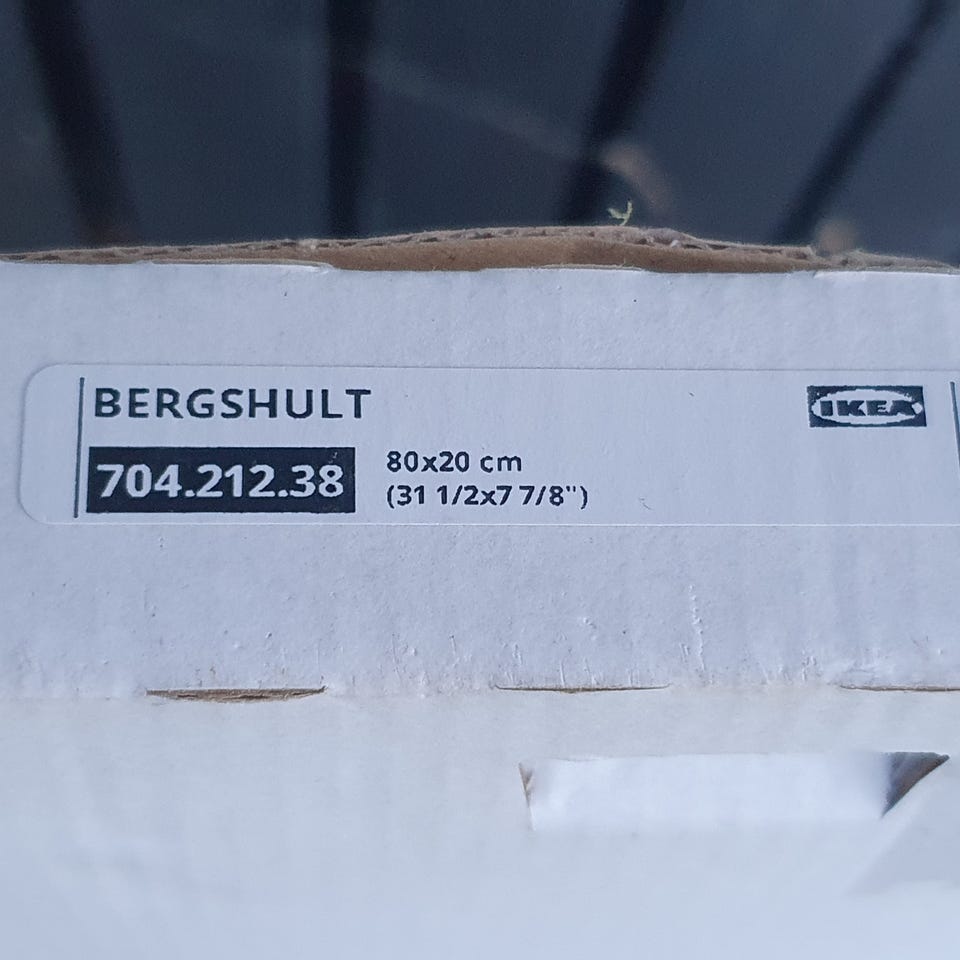 BERGSHULT
IKEA
704.212.38
80x20 cm
(31 1/2x7 7/8")